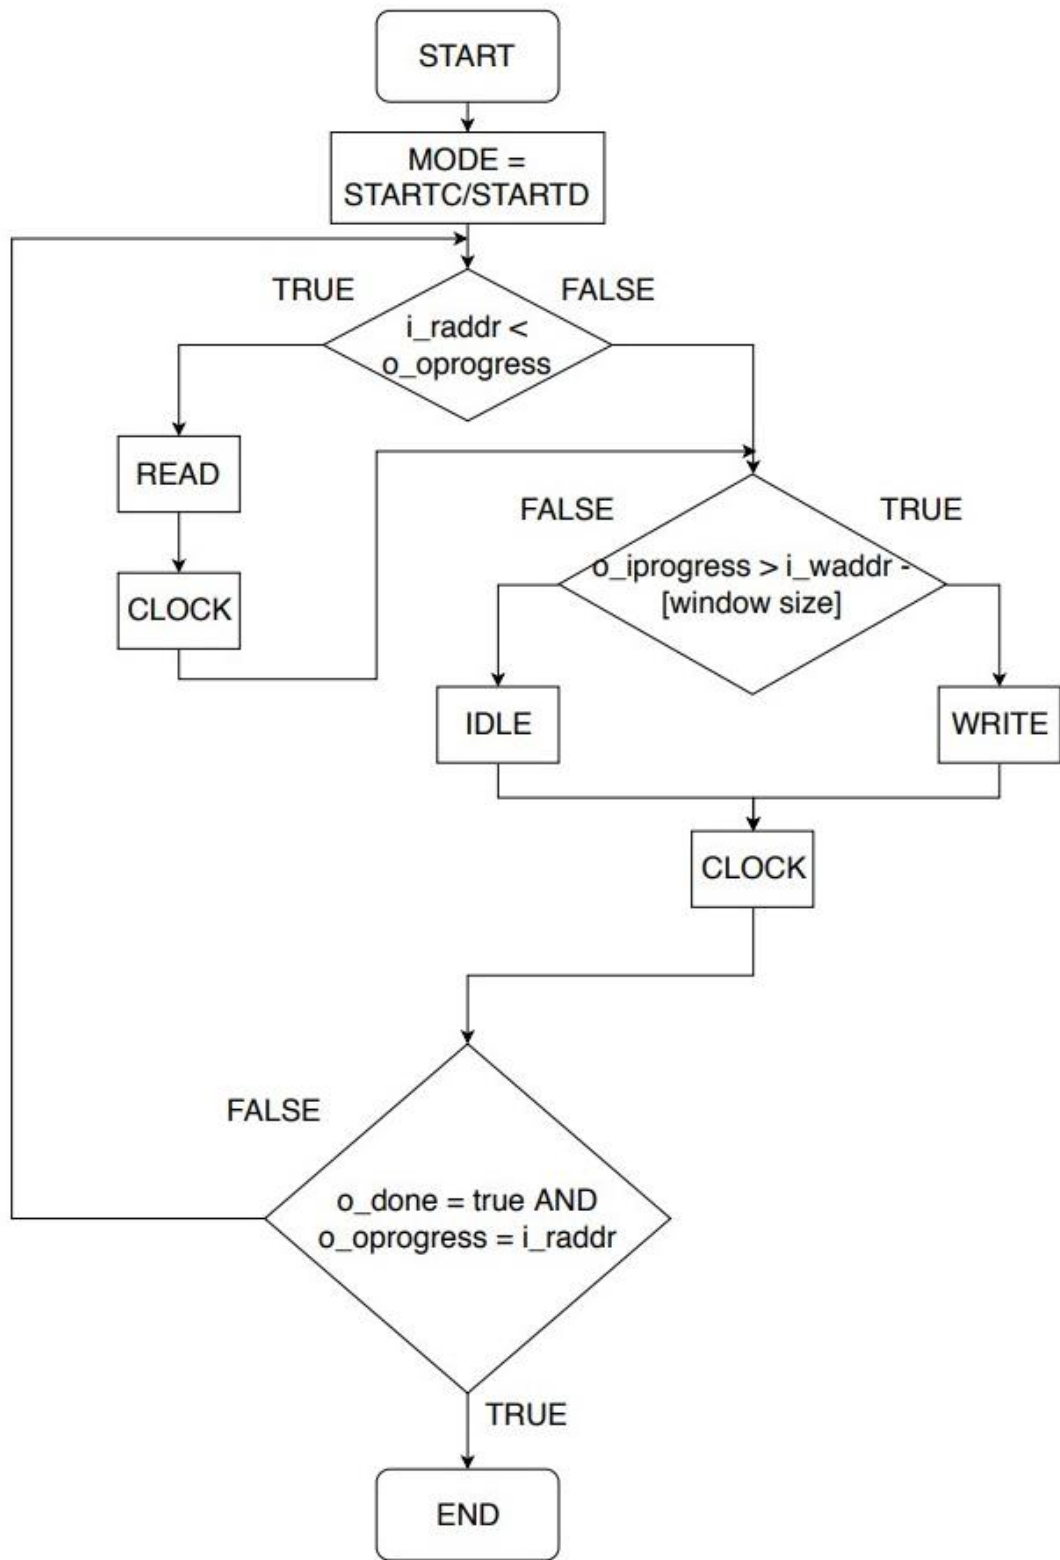 START
MODE =
STARTC/STARTD
TRUE
FALSE
i_raddr <
o_oprogress
READ
CLOCK
FALSE
TRUE
o_iprogress > i_waddr -
[window size]
IDLE
WRITE
CLOCK
FALSE
o_done = true AND
o_oprogress = i_raddr
TRUE
END